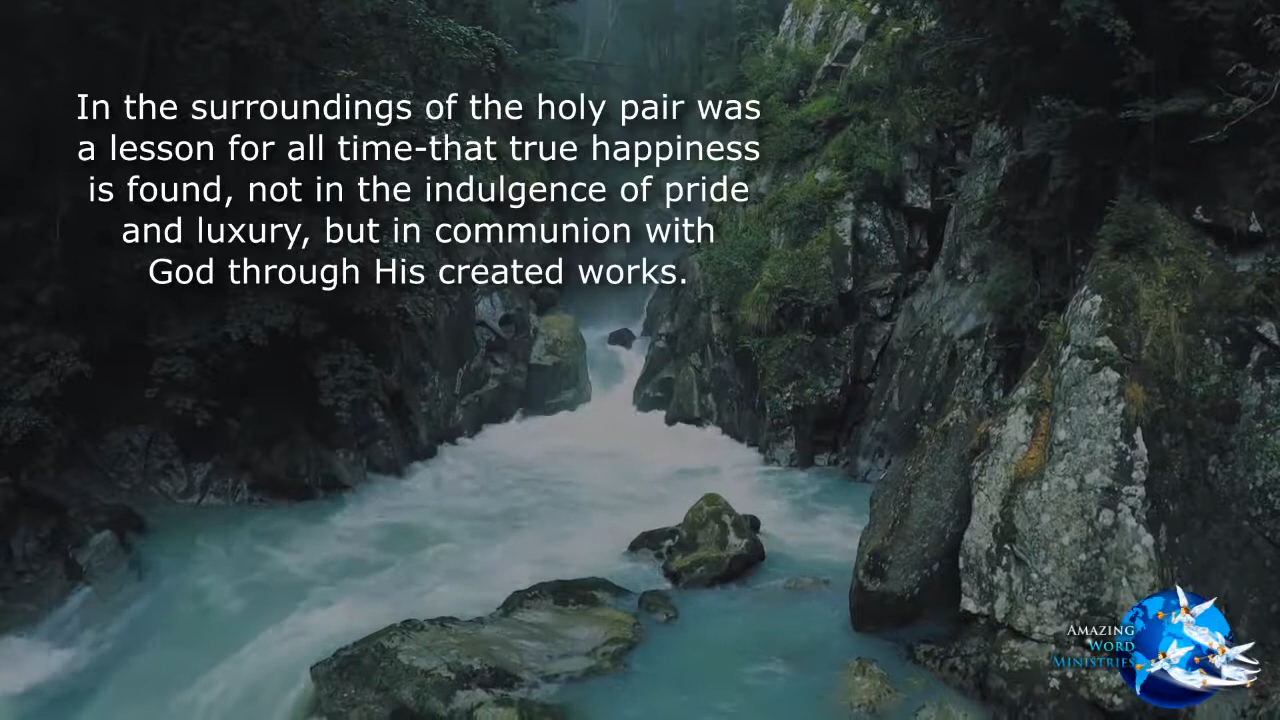 In the surroundings of the holy pair was
a lesson for all time-that true happiness
is found, not in the indulgence of pride
and luxury, but in communion with
God through His created works.
AMAZING
WORD
MINISTRIES